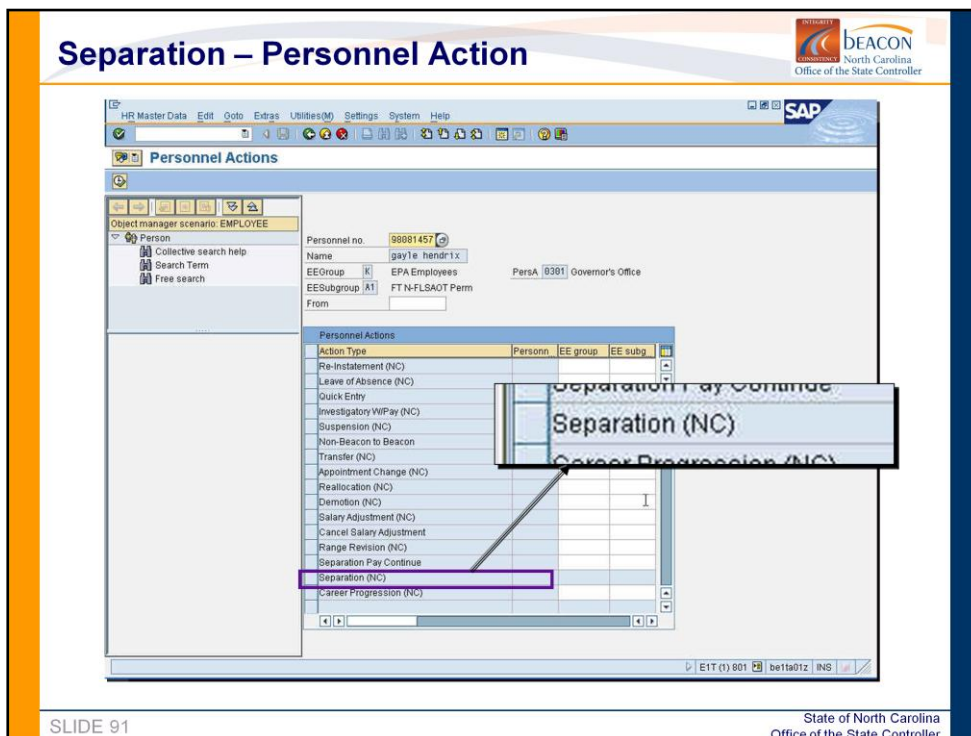 Separation – Personnel Action
INTEGRITY
CONSISTENCY
BEACON
North Carolina
Office of the State Controller
HR Master Data Edit Goto Extras Utilities(M) Settings System Help
SAP
Personnel Actions
Object manager scenario: EMPLOYEE
Person
Collective search help
Search Term
Free search
Personnel no. 98081457
Name gayle hendrix
EEGroup K EPA Employees PersA 0301 Governor's Office
EESubgroup A1 FT N-FLSAOT Perm
From
Personnel Actions
Action Type Personn EE group EE subg
Re-Instatement (NC)
Leave of Absence (NC)
Quick Entry
Investigatory W/Pay (NC)
Suspension (NC)
Non-Beacon to Beacon
Transfer (NC)
Appointment Change (NC)
Reallocation (NC)
Demotion (NC)
Salary Adjustment (NC)
Cancel Salary Adjustment
Range Revision (NC)
Separation Pay Continue
Separation (NC)
Career Progression (NC)
Separation Pay Continue
Separation (NC)
Career Progression (NC)
E1T (1) 801 be1ta01z INS
SLIDE 91
State of North Carolina
Office of the State Controller